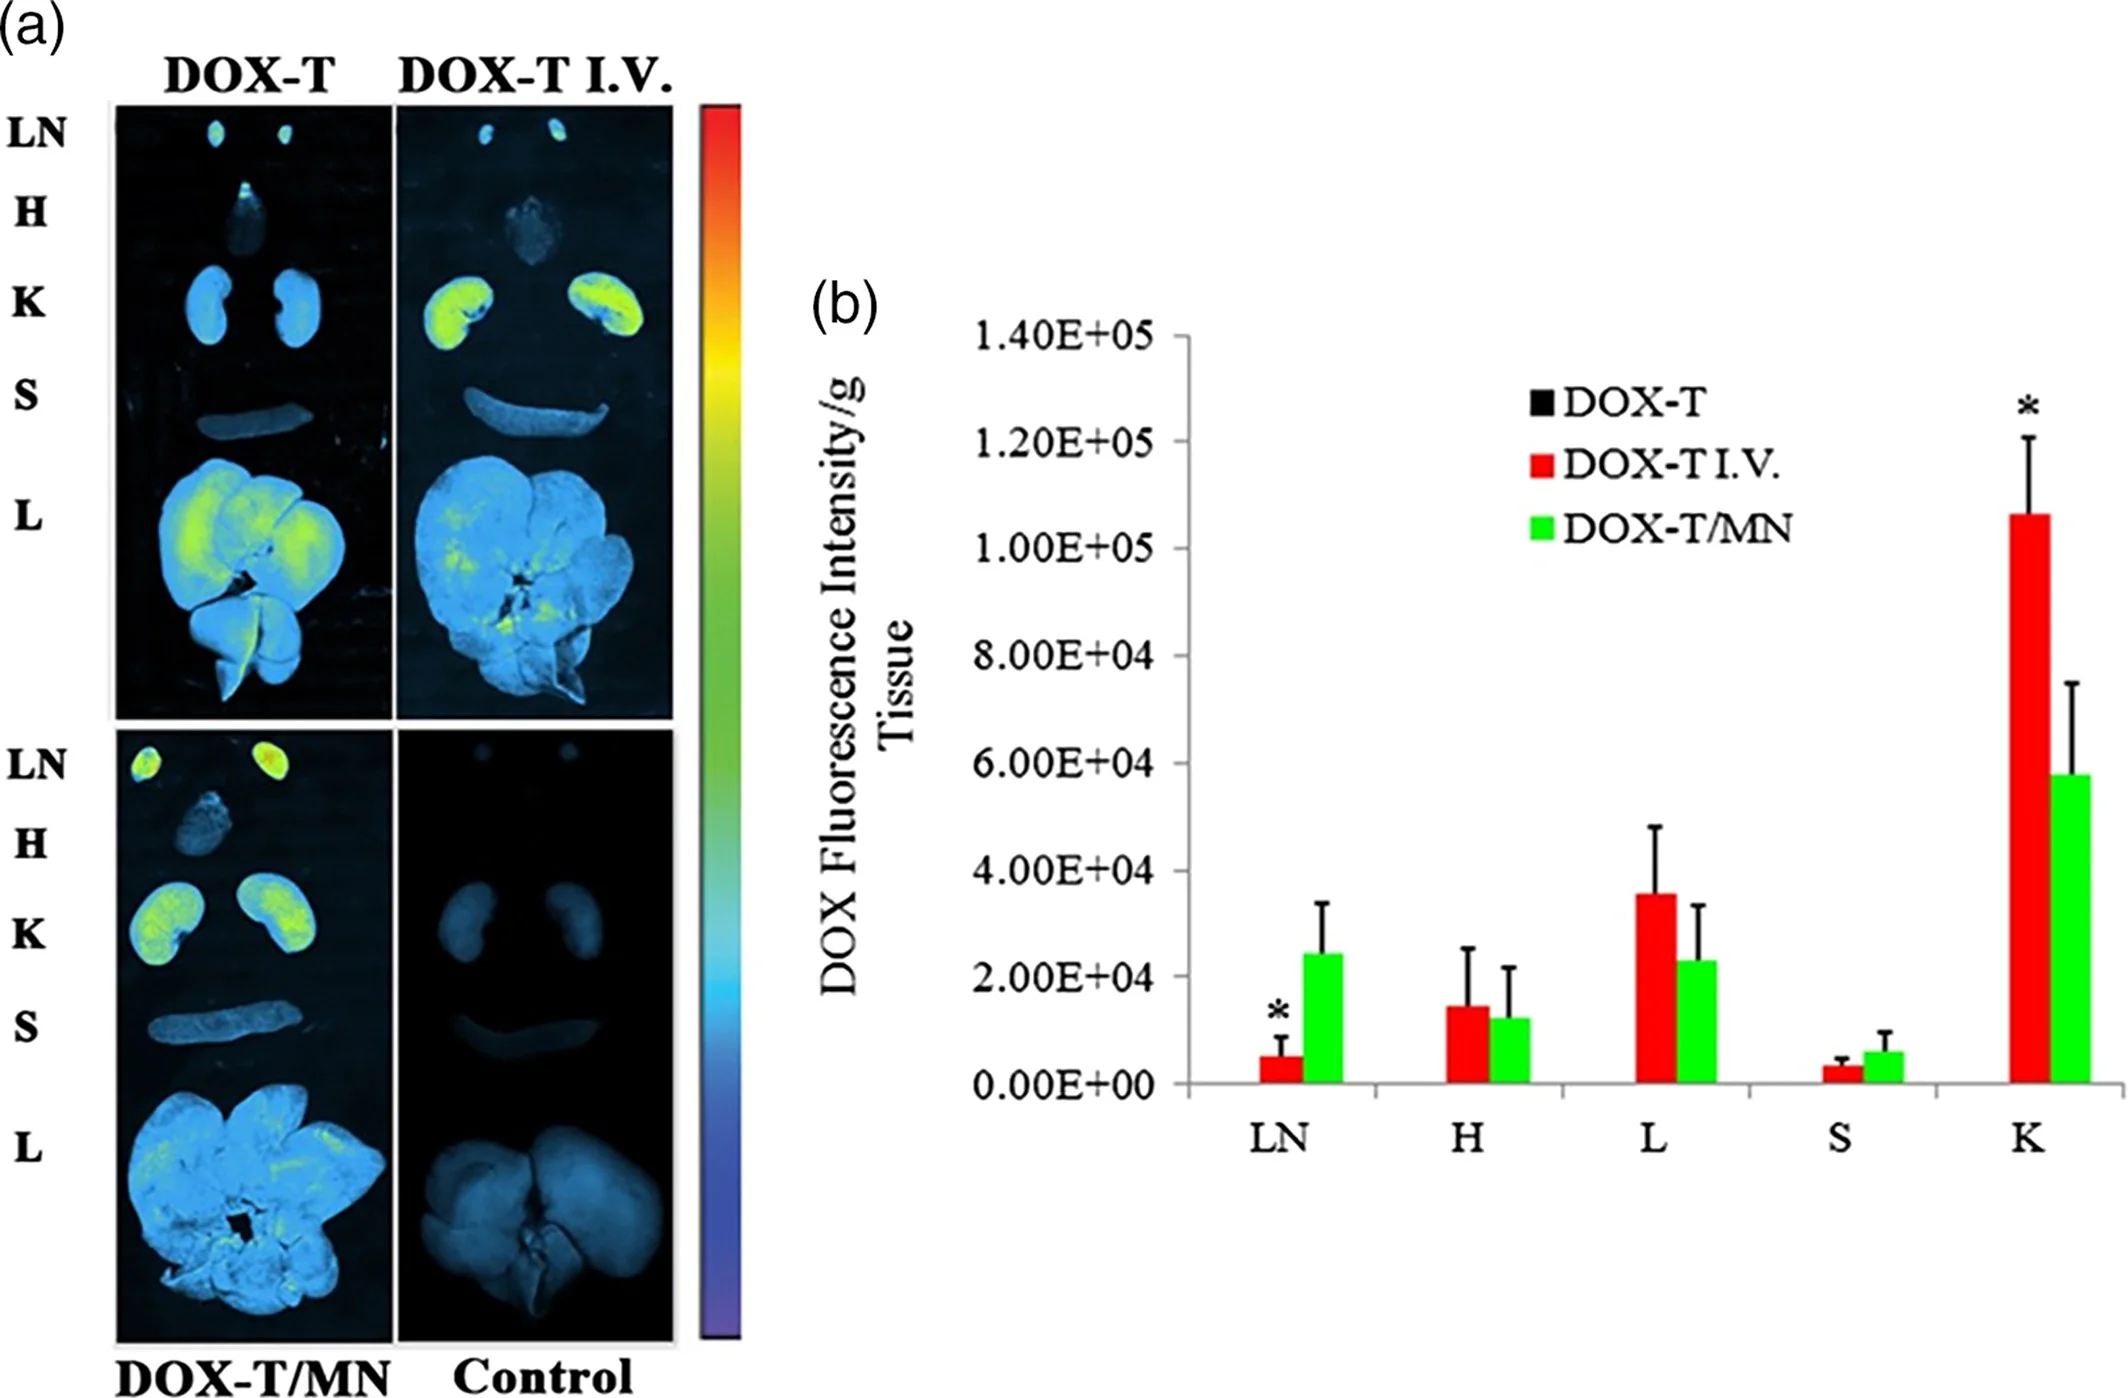 (a)
DOX-T DOX-T I.V.
LN
H
K
S
L
LN
H
K
S
L
DOX-T/MN Control
(b)
DOX Fluorescence Intensity/g
Tissue
1.40E+05
1.20E+05
1.00E+05
8.00E+04
6.00E+04
4.00E+04
2.00E+04
0.00E+00
DOX-T
DOX-T I.V.
DOX-T/MN
*
*
LN H L S K